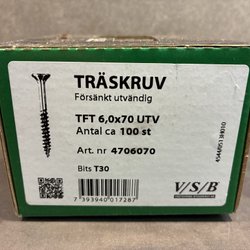 TRÄSKRUV
Försänkt utvändig
TFT 6,0x70 UTV
Antal ca 100 st
Art. nr 4706070
Bits T30
7 393940 017287
V/S/B